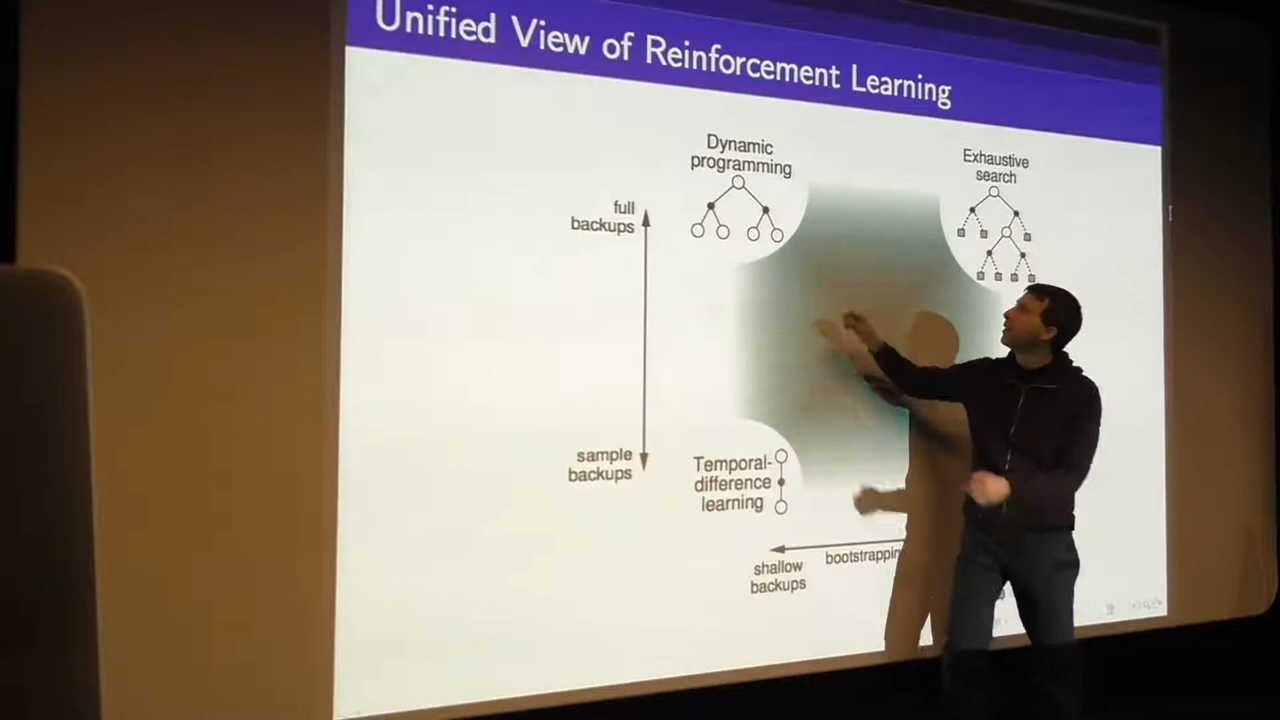 Unified View of Reinforcement Learning
Dynamic
programming
Exhaustive
search
full
backups
sample
backups
Temporal-
difference
learning
shallow
backups